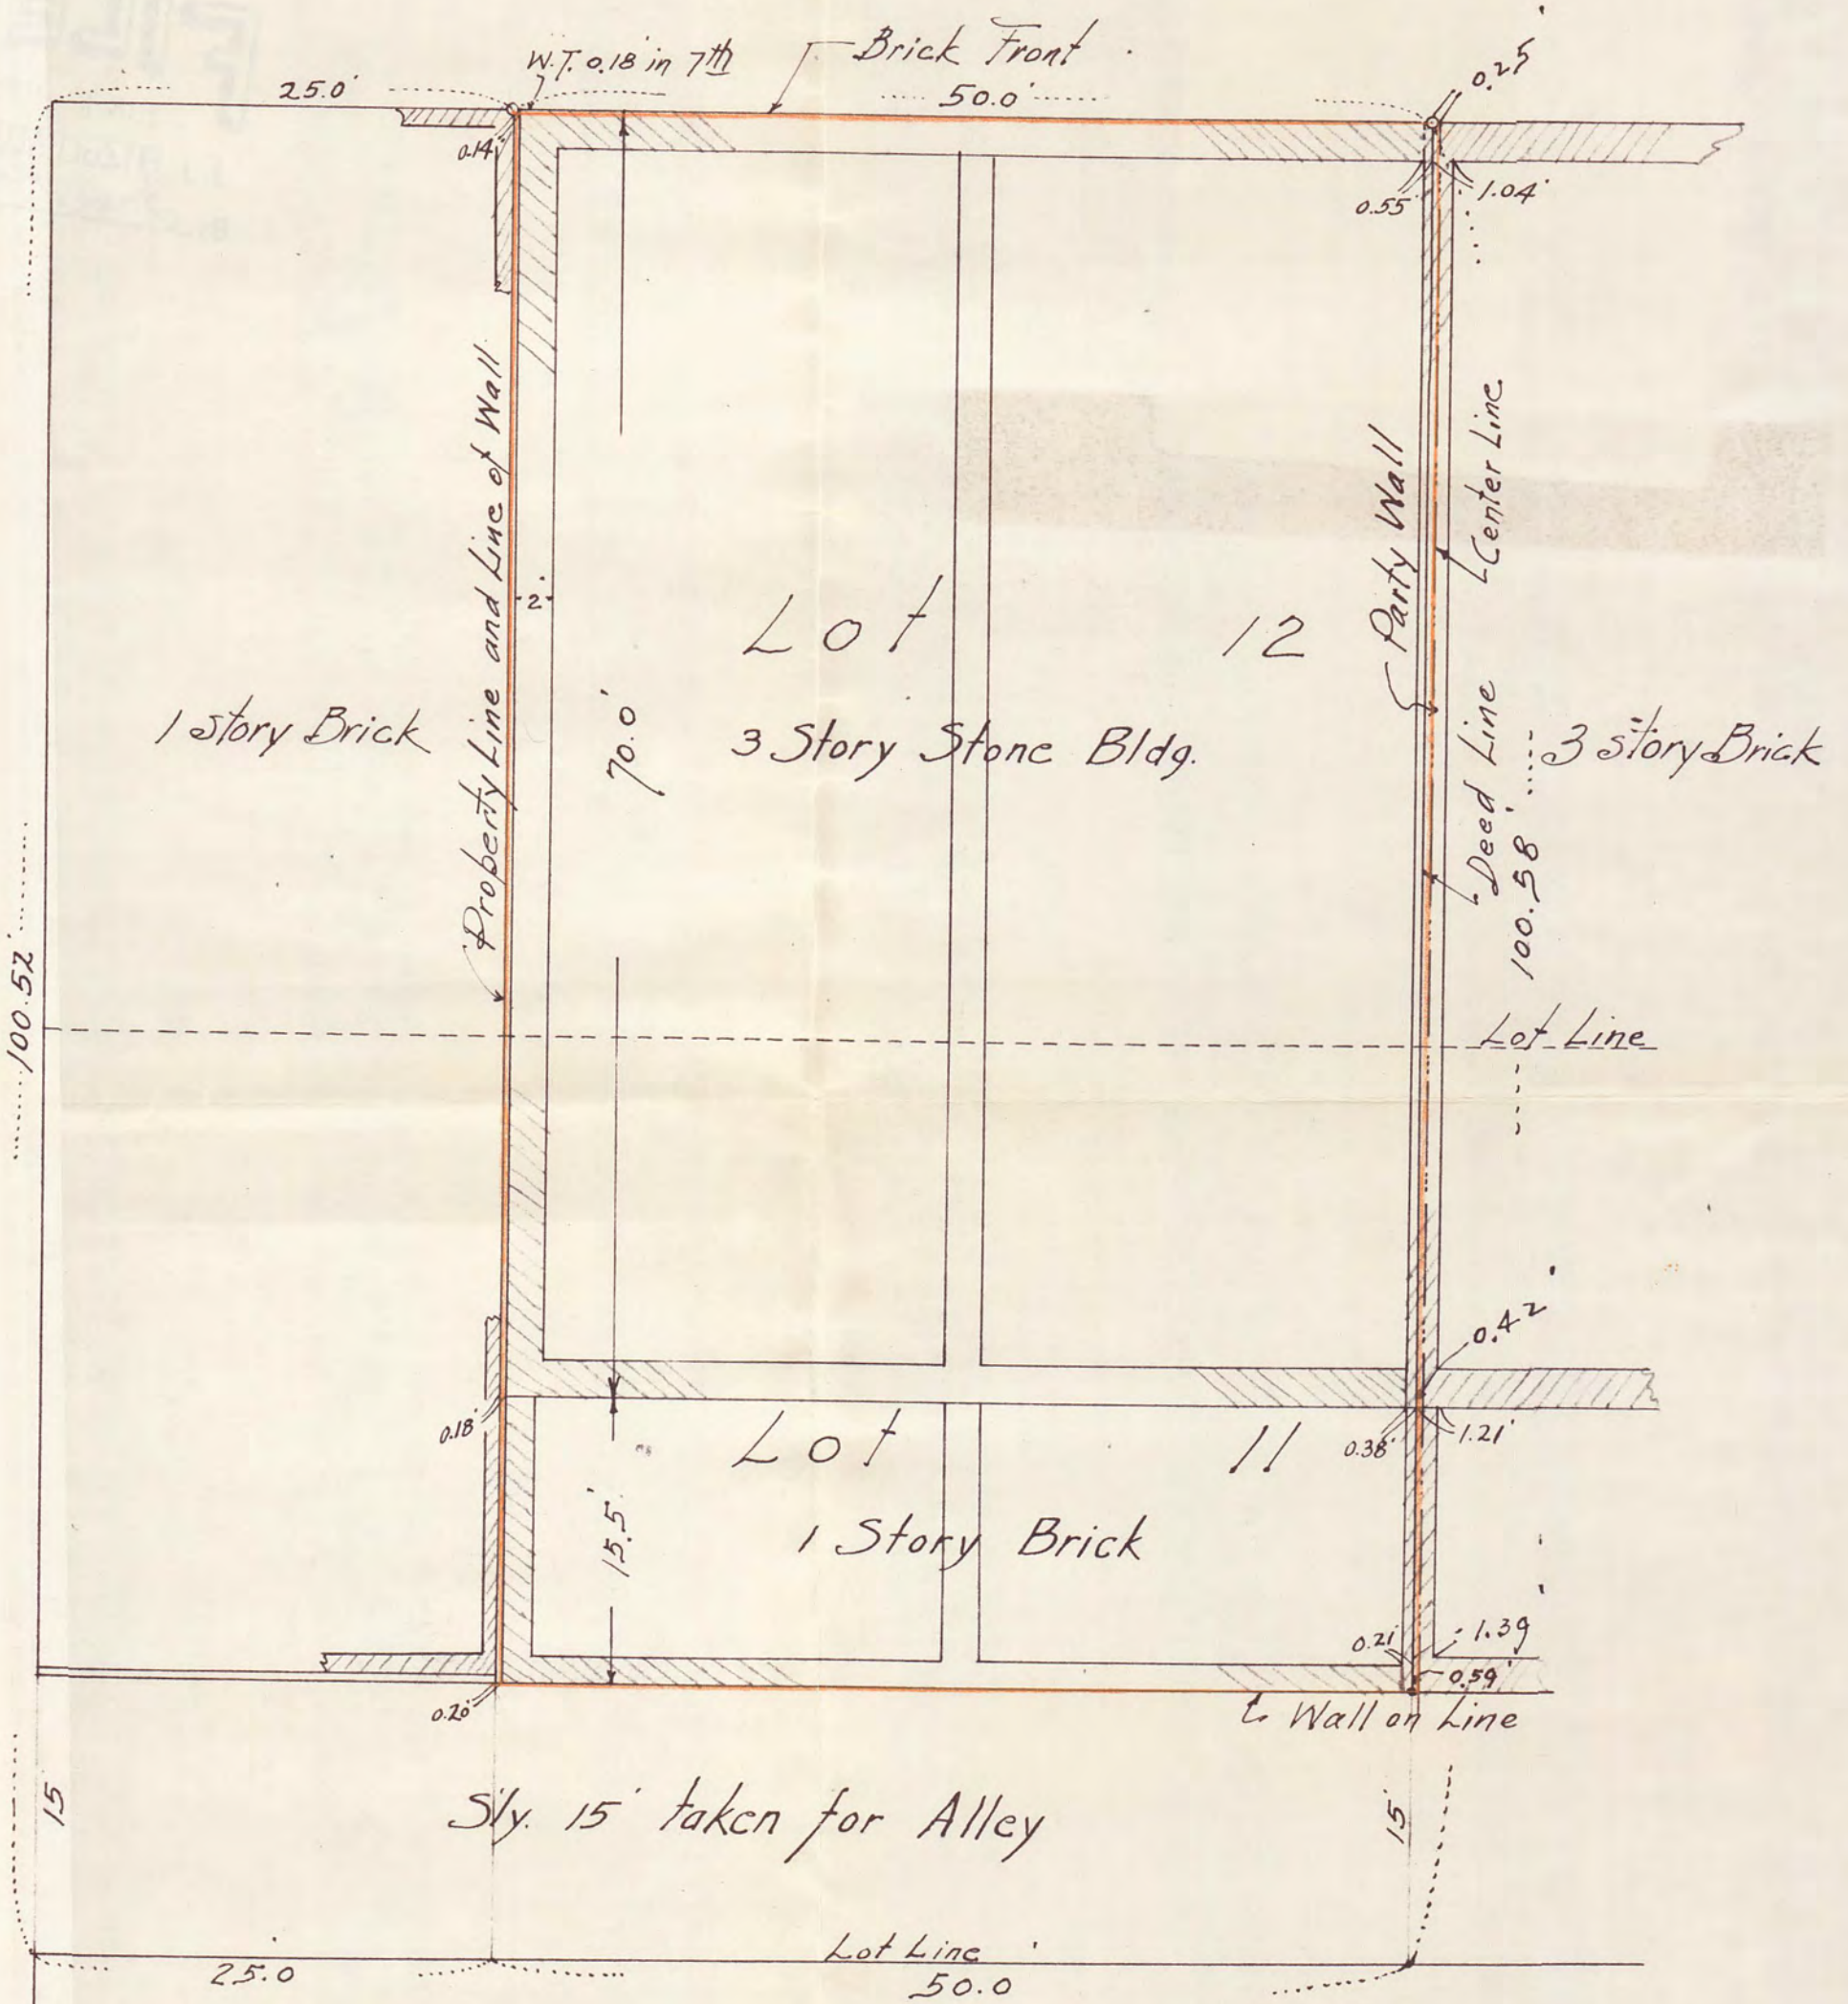 W.T. 0.18' in 7th
Brick Front
0.25
25.0'
50.0'
0.14
0.55'
1.04'
Property Line and Line of Wall
2'
Party Wall
Center Line
Lot 12
1 Story Brick
70.0'
3 Story Stone Bldg.
Deed Line
100.58'
3 Story Brick
100.52'
Lot Line
0.42'
0.18'
Lot 11
0.38'
1.21'
15.5'
1 Story Brick
0.21
1.39
0.59'
0.20'
Wall on Line
15
Sly. 15' taken for Alley
15'
Lot Line
25.0
50.0